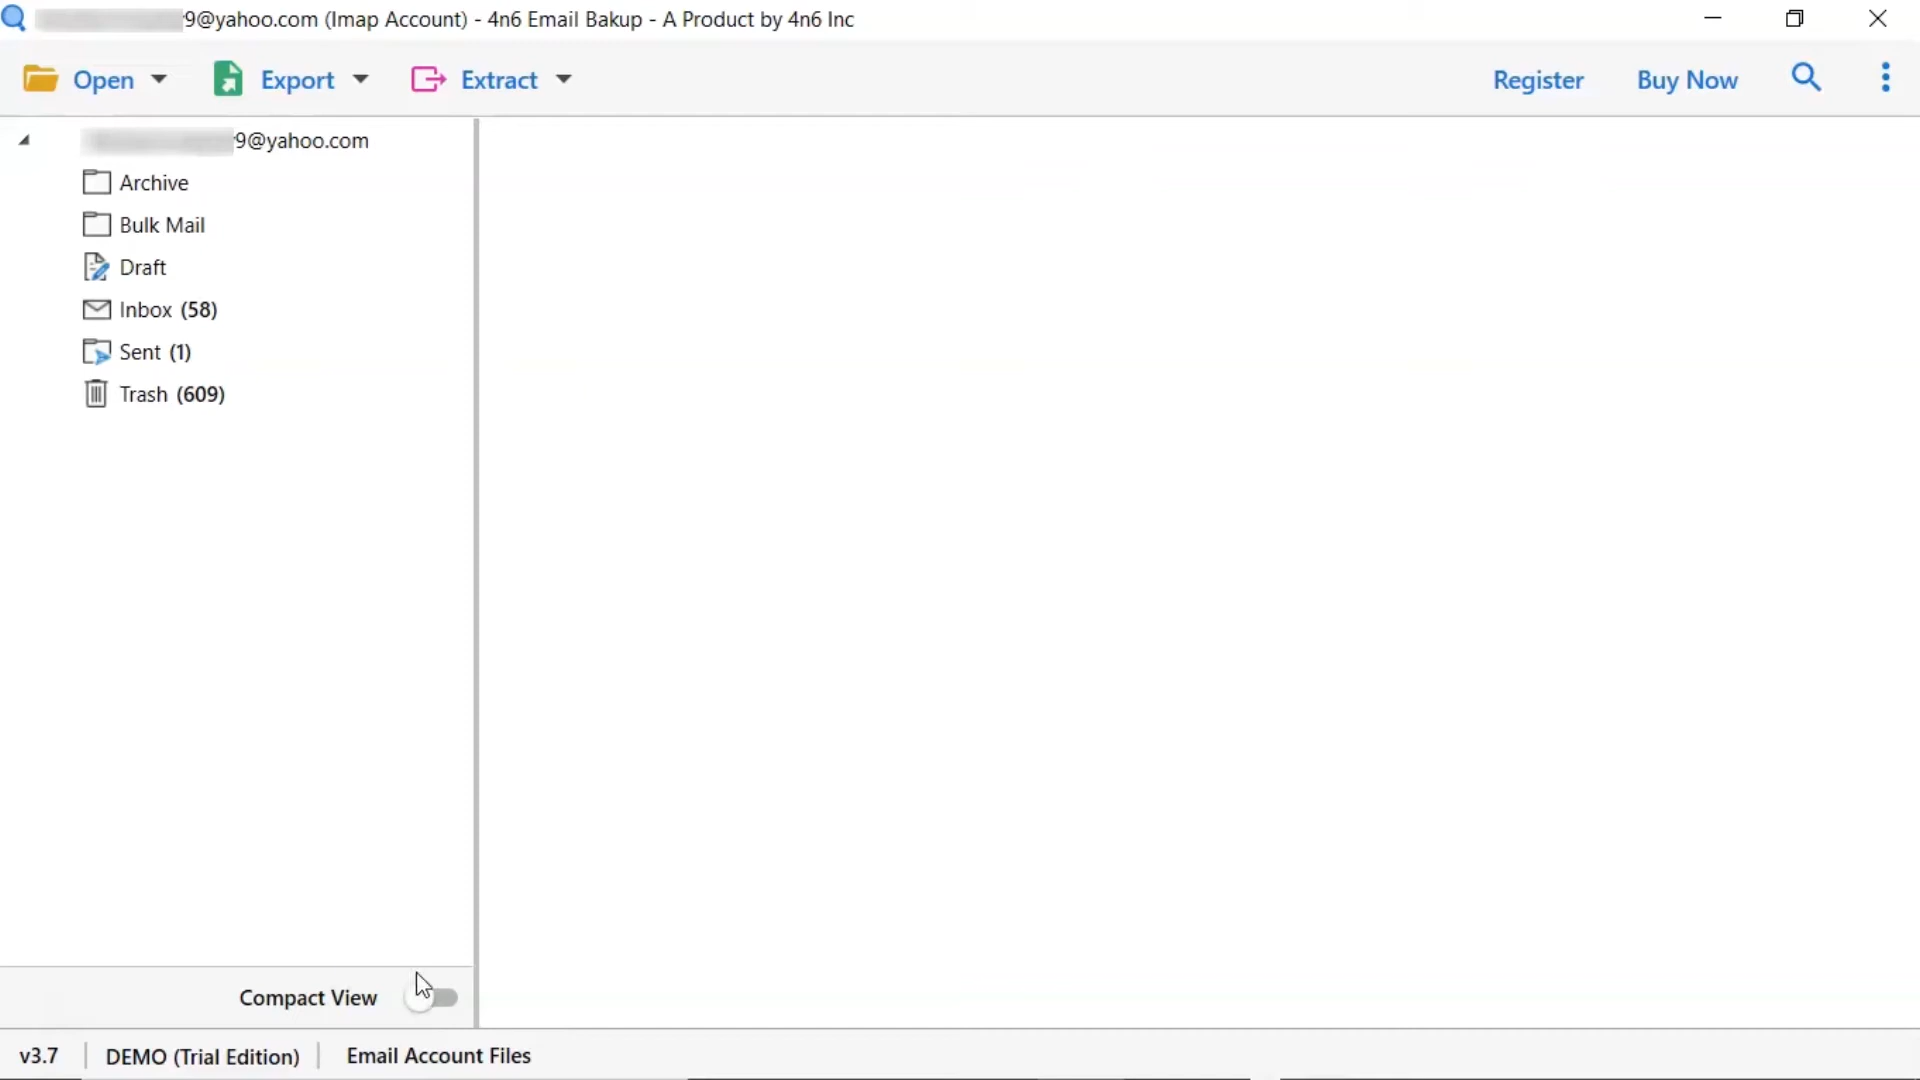 9@yahoo.com (Imap Account) - 4n6 Email Bakup - A Product by 4n6 Inc
Open Export Extract Register Buy Now
9@yahoo.com
Archive
Bulk Mail
Draft
Inbox (58)
Sent (1)
Trash (609)
Compact View
v3.7 DEMO (Trial Edition) Email Account Files